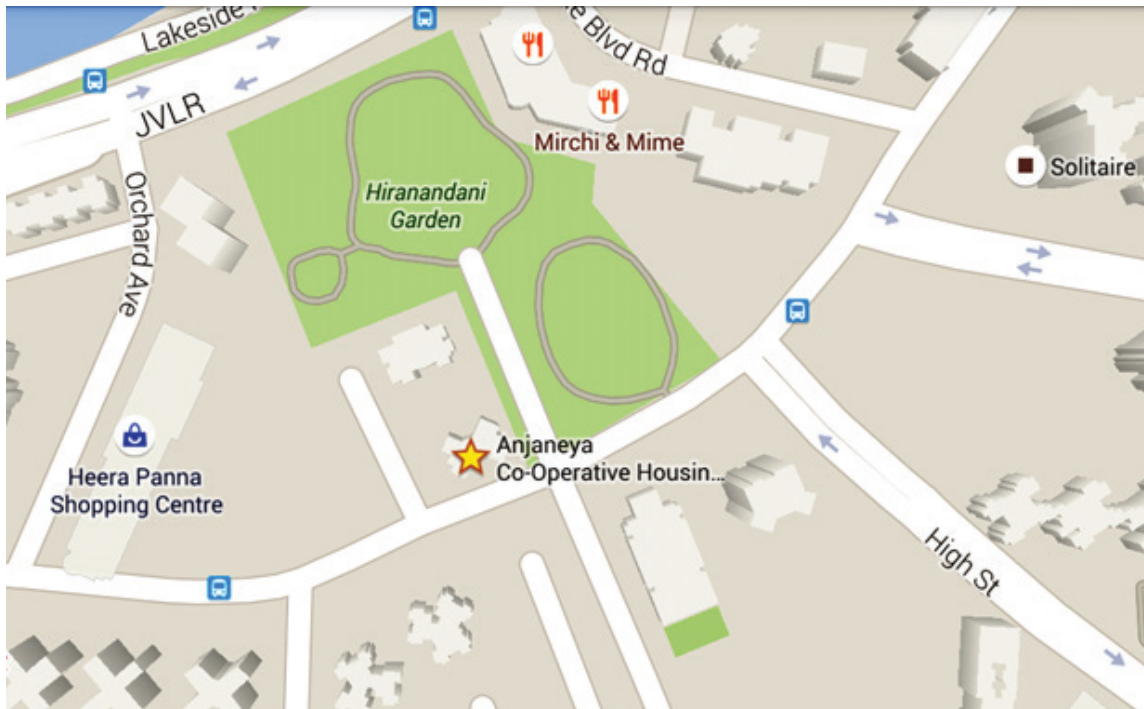 Lakeside
JVLR
Blvd Rd
Mirchi & Mime
Solitaire
Hiranandani
Garden
Orchard Ave
Anjaneya
Co-Operative Housin...
Heera Panna
Shopping Centre
High St